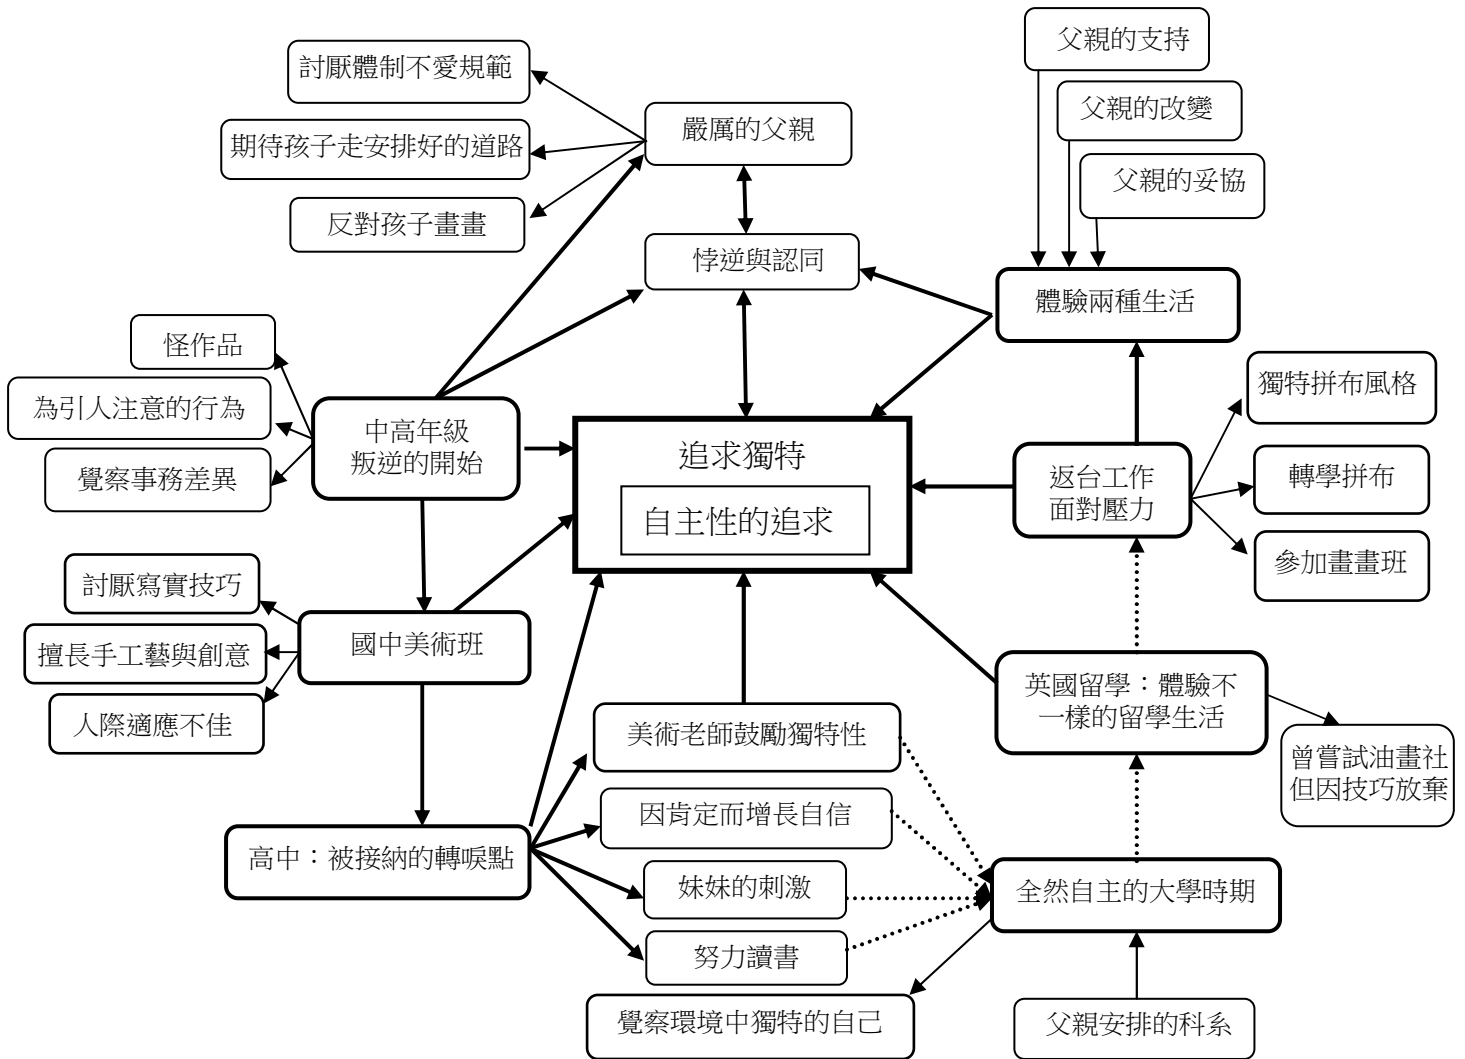 父親的支持
討厭體制不愛規範
父親的改變
嚴厲的父親
期待孩子走安排好的道路
父親的妥協
反對孩子畫畫
悖逆與認同
體驗兩種生活
怪作品
獨特拼布風格
為引人注意的行為
中高年級
叛逆的開始
追求獨特
覺察事務差異
轉學拼布
返台工作
面對壓力
自主性的追求
參加畫畫班
討厭寫實技巧
國中美術班
擅長手工藝與創意
英國留學：體驗不
一樣的留學生活
人際適應不佳
美術老師鼓勵獨特性
曾嘗試油畫社
但因技巧放棄
因肯定而增長自信
高中：被接納的轉唳點
妹妹的刺激
全然自主的大學時期
努力讀書
覺察環境中獨特的自己
父親安排的科系